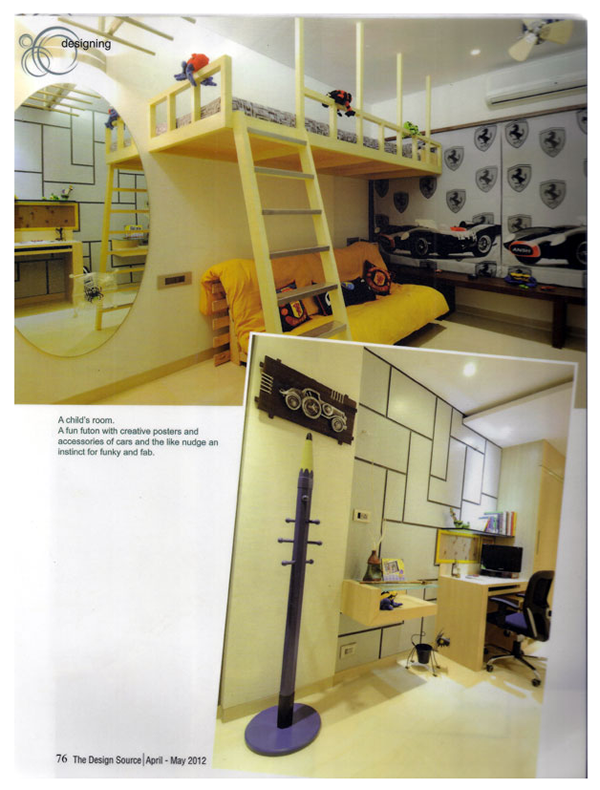 designing
A child's room.
A fun futon with creative posters and
accessories of cars and the like nudge an
instinct for funky and fab.
76 The Design Source | April - May 2012